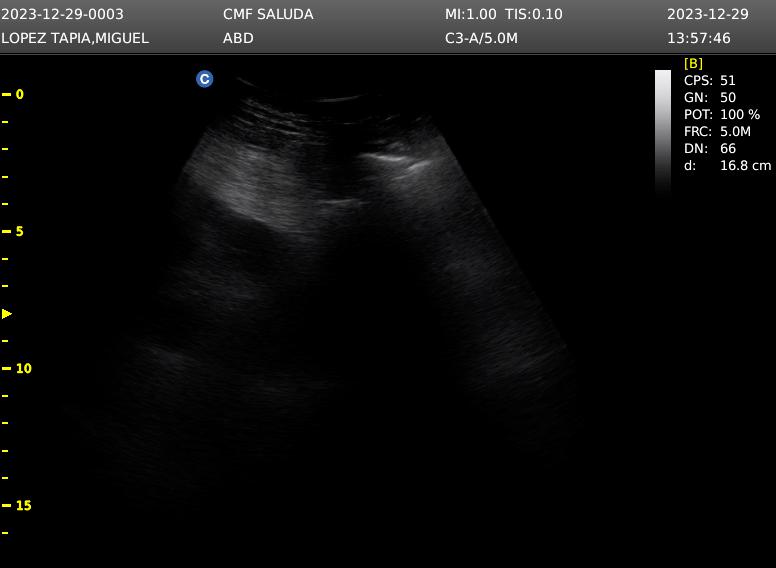 2023-12-29-0003 CMF SALUDA MI:1.00 TIS:0.10 2023-12-29
LOPEZ TAPIA,MIGUEL ABD C3-A/5.0M 13:57:46
C
[B]
CPS: 51
GN: 50
POT: 100 %
FRC: 5.0M
DN: 66
d: 16.8 cm
0
5
10
15